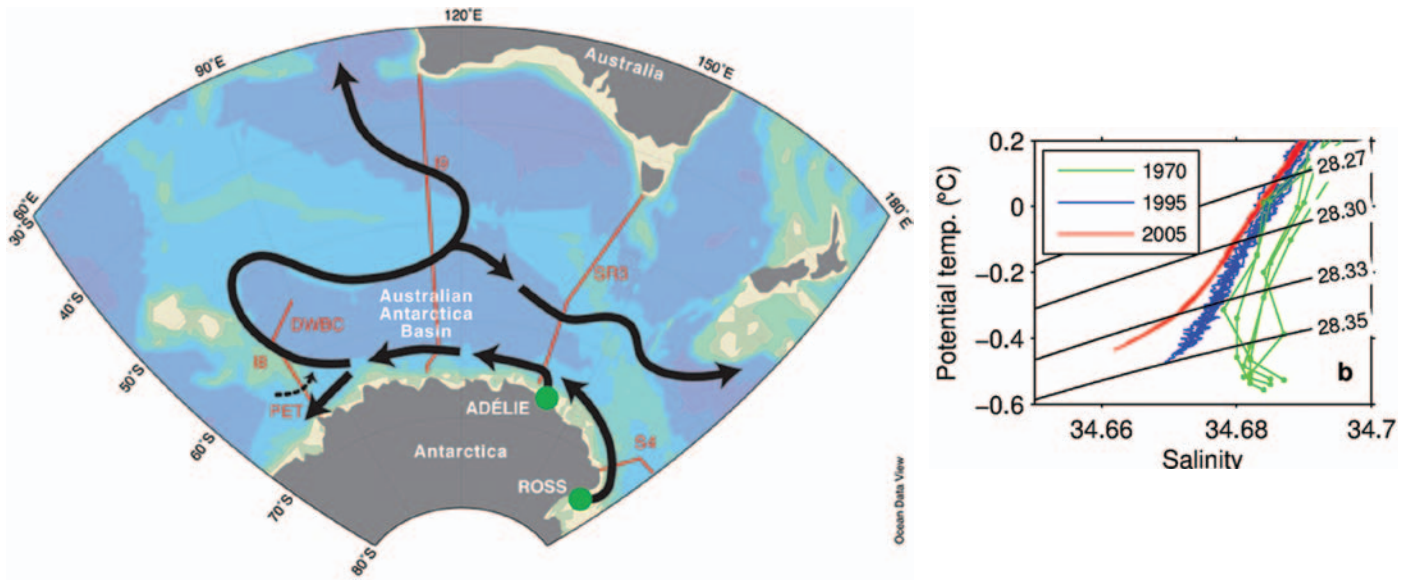 120˚E
90˚E
150˚E
Australia
60˚E
180˚E
30˚S
I9
SR3
40˚S
Australian
Antarctica
Basin
DWBC
I8
50˚S
PET
ADÉLIE
60˚S
Antarctica
S4
ROSS
70˚S
80˚S
Ocean Data View
0.2
0
−0.2
−0.4
−0.6
Potential temp. (ºC)
1970
1995
2005
28.27
28.30
28.33
28.35
b
34.66
34.68
34.7
Salinity